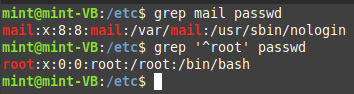 mint@mint-VB:/etc$ grep mail passwd
mail:x:8:8:mail:/var/mail:/usr/sbin/nologin
mint@mint-VB:/etc$ grep '^root' passwd
root:x:0:0:root:/root:/bin/bash
mint@mint-VB:/etc$